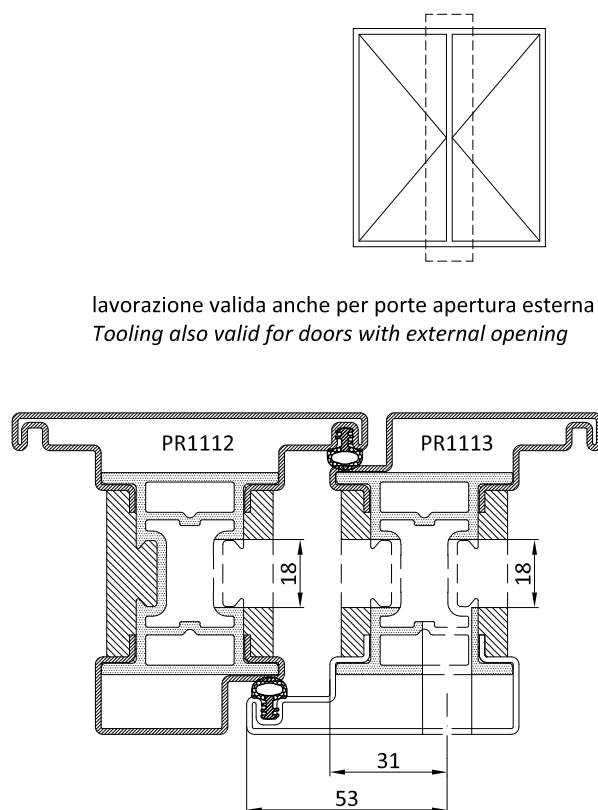 lavorazione valida anche per porte apertura esterna
Tooling also valid for doors with external opening
PR1112 PR1113
18 18
31
53